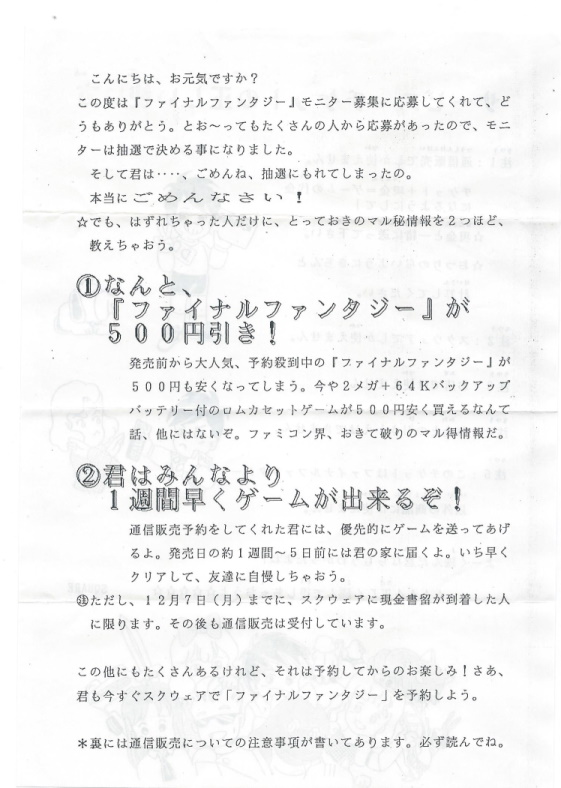 こんにちは、お元気ですか？
この度は『ファイナルファンタジー』モニター募集に応募してくれて、ど
うもありがとう。とお〜ってもたくさんの人から応募があったので、モニ
ターは抽選で決める事になりました。
そして君は‥‥、ごめんね、抽選にもれてしまったの。
本当にごめんなさい！
☆でも、はずれちゃった人だけに、とっておきのマル秘情報を２つほど、
教えちゃおう。
①なんと、
『ファイナルファンタジー』が
５００円引き！
発売前から大人気、予約殺到中の『ファイナルファンタジー』が
５００円も安くなってしまう。今や２メガ＋６４Ｋバックアップ
バッテリー付のロムカセットゲームが５００円安く買えるなんて
話、他にはないぞ。ファミコン界、おきて破りのマル得情報だ。
②君はみんなより
１週間早くゲームが出来るぞ！
通信販売予約をしてくれた君には、優先的にゲームを送ってあげ
るよ。発売日の約１週間〜５日前には君の家に届くよ。いち早く
クリアして、友達に自慢しちゃおう。
㊟ただし、１２月７日（月）までに、スクウェアに現金書留が到着した人
に限ります。その後も通信販売は受付しています。
この他にもたくさんあるけれど、それは予約してからのお楽しみ！さあ、
君も今すぐスクウェアで「ファイナルファンタジー」を予約しよう。
＊裏には通信販売についての注意事項が書いてあります。必ず読んでね。